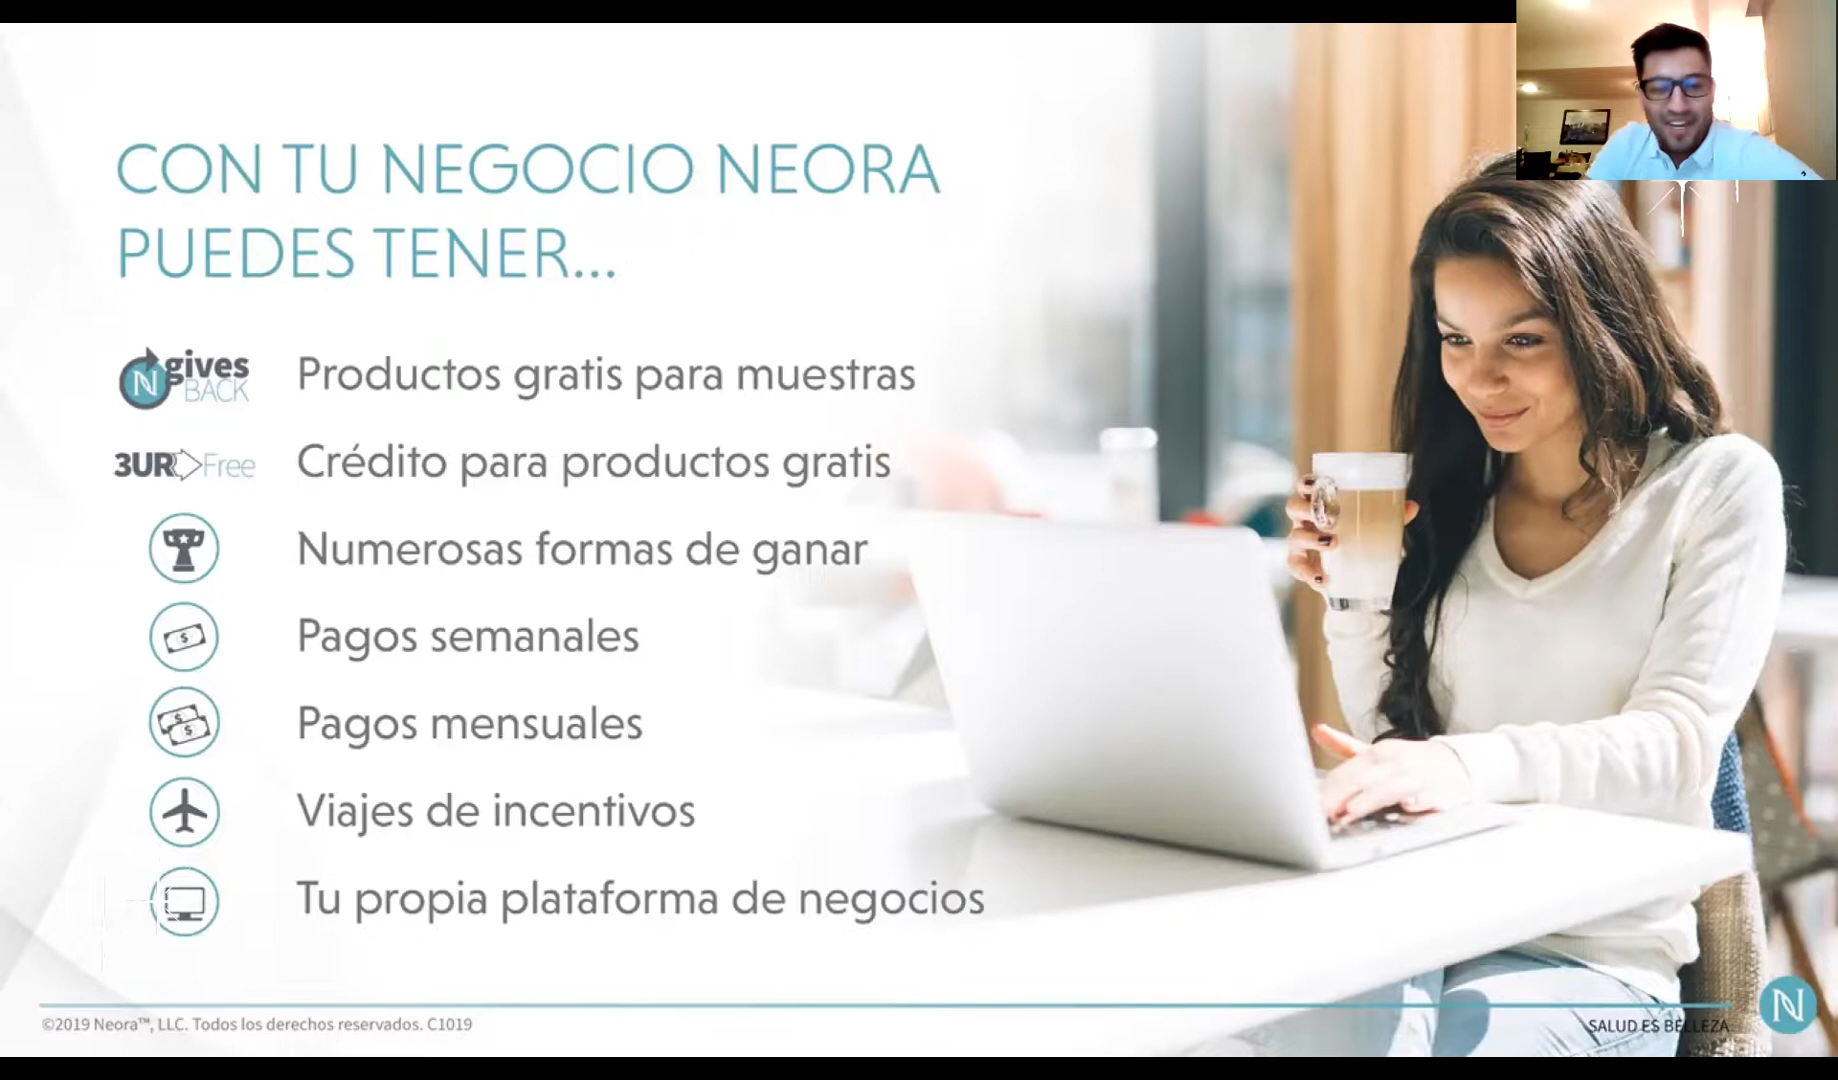 CON TU NEGOCIO NEORA
PUEDES TENER...
N gives
BACK
Productos gratis para muestras
3UR Free
Crédito para productos gratis
Numerosas formas de ganar
$
Pagos semanales
$ $
Pagos mensuales
Viajes de incentivos
Tu propia plataforma de negocios
©2019 Neora™, LLC. Todos los derechos reservados. C1019
SALUD ES BELLEZA
N